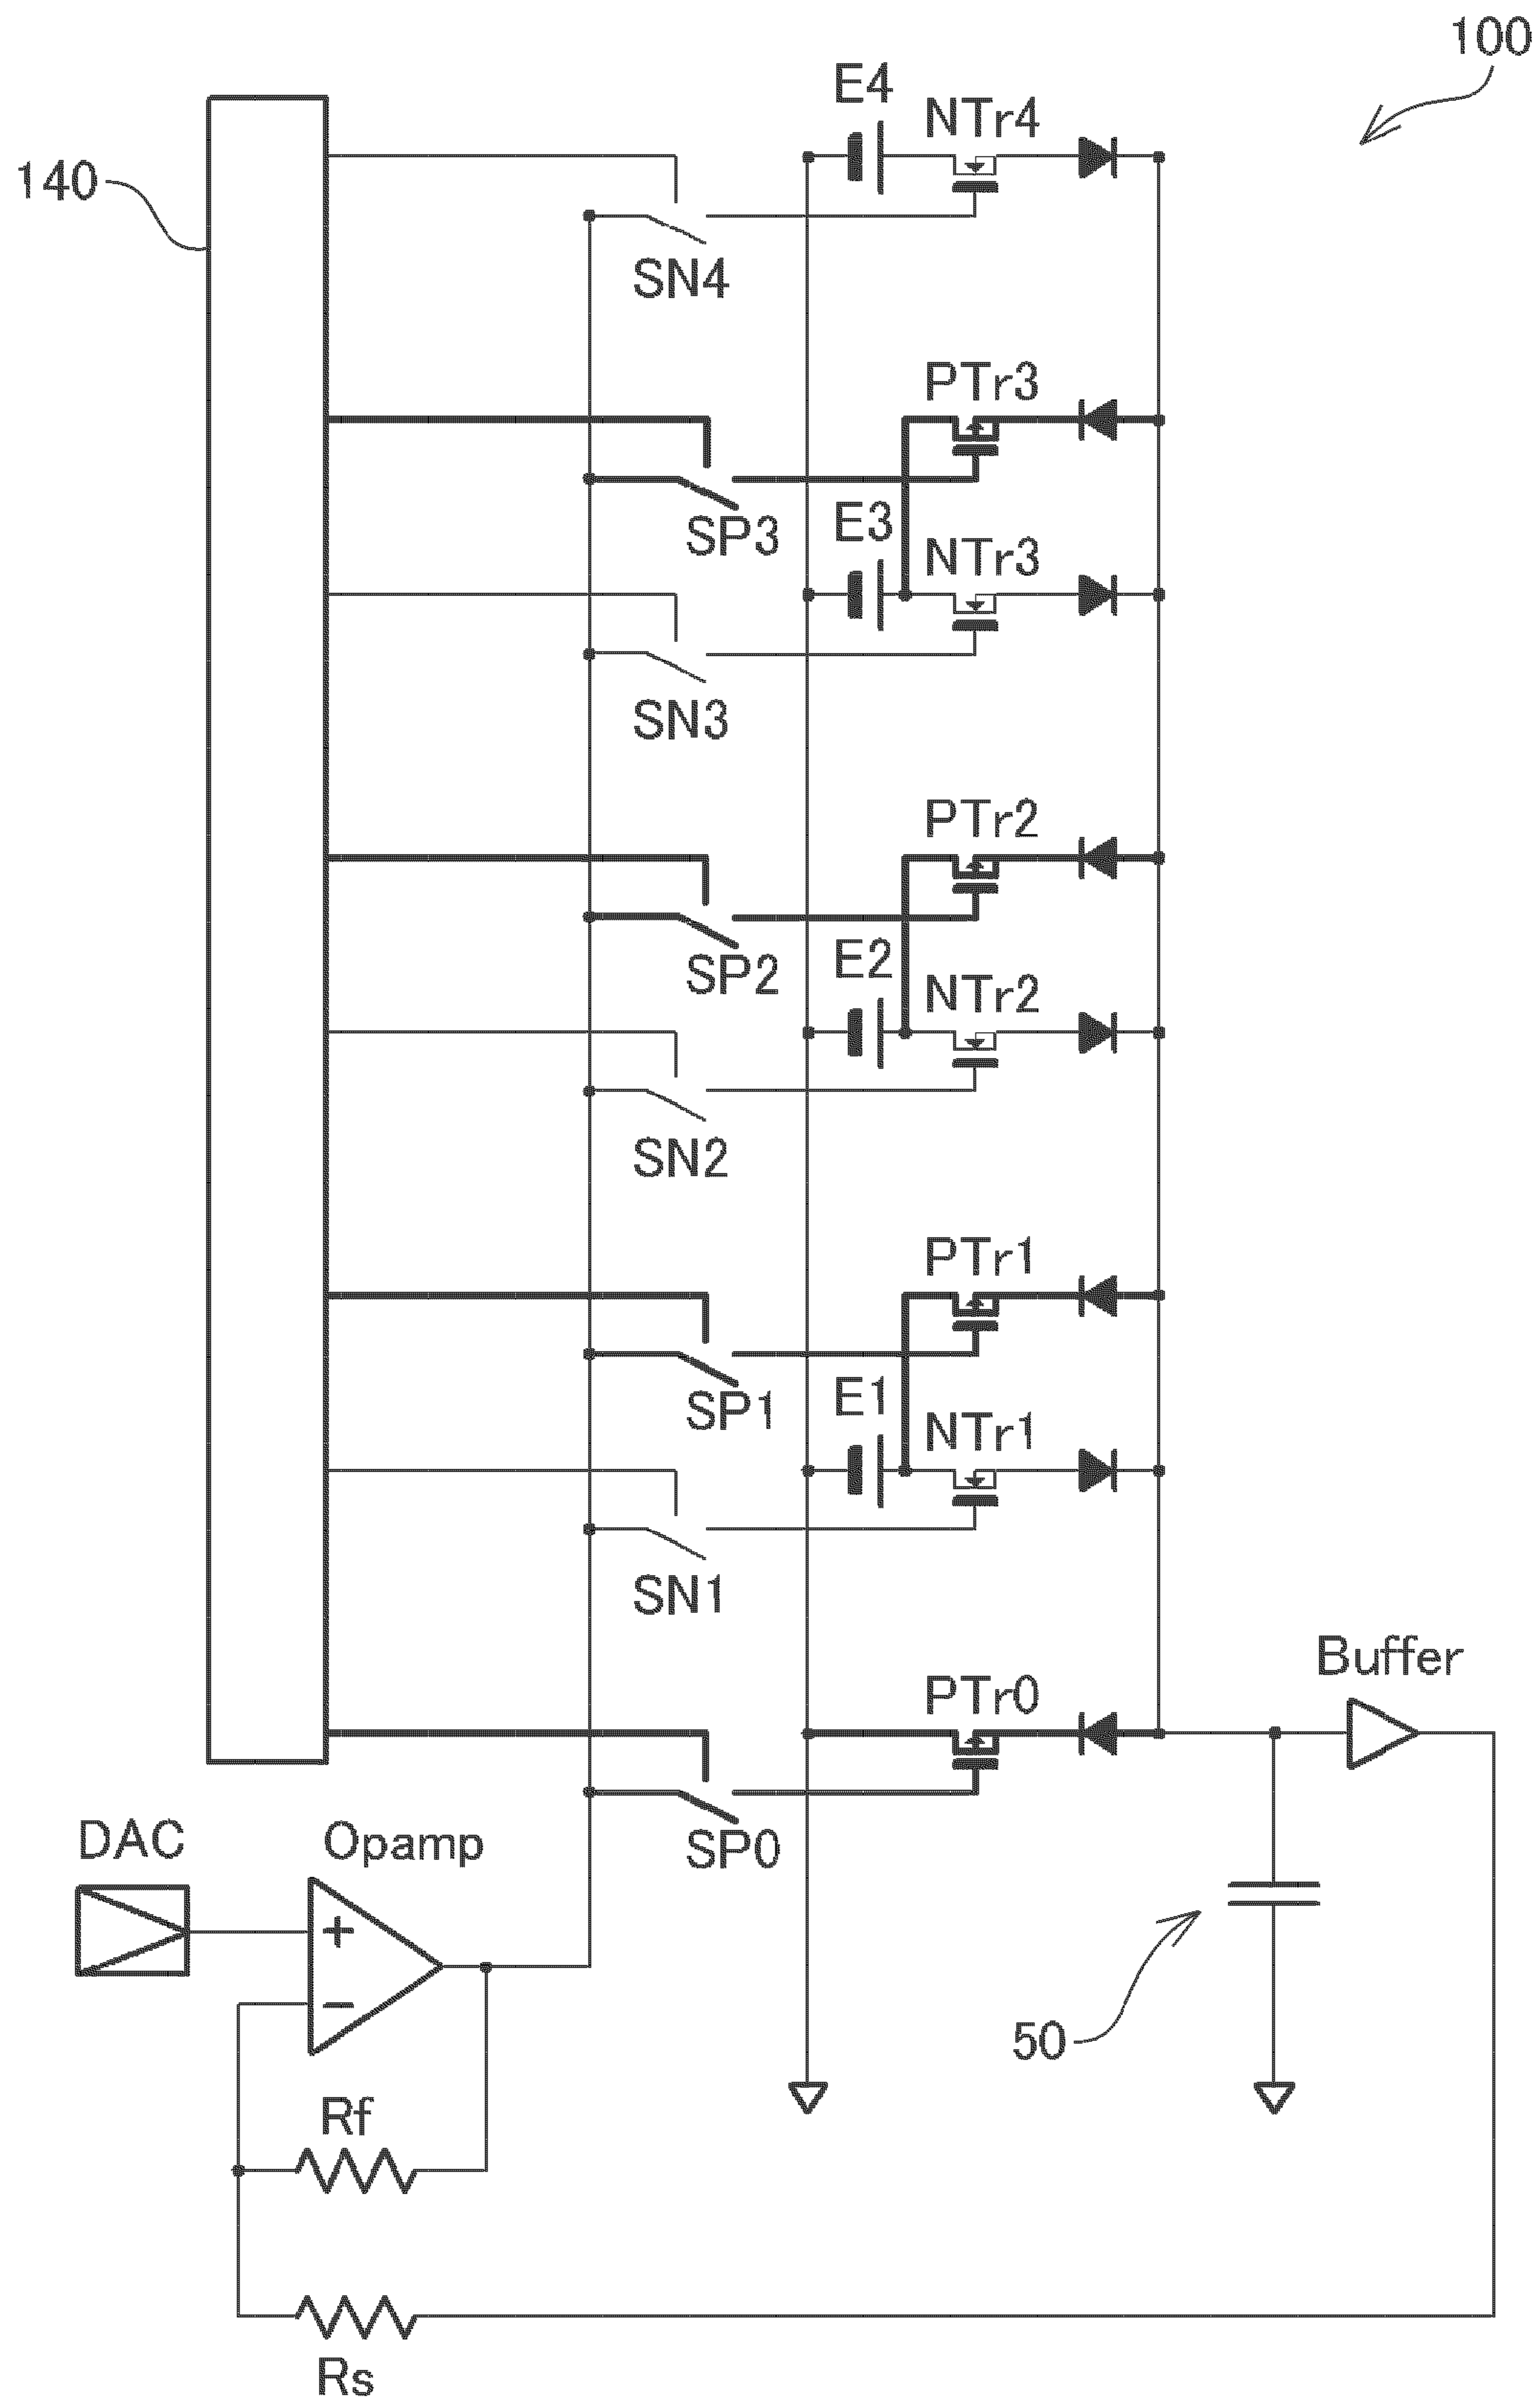 100
E4
NTr4
140
SN4
PTr3
SP3
E3
NTr3
SN3
PTr2
SP2
E2
NTr2
SN2
PTr1
SP1
E1
NTr1
SN1
PTr0
Buffer
SP0
DAC
Opamp
+
−
50
Rf
Rs